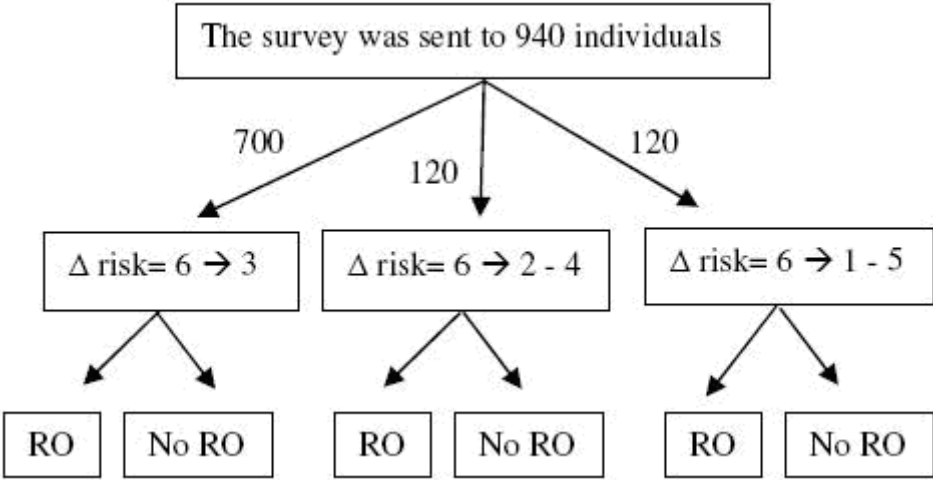 The survey was sent to 940 individuals
700
120
120
Δ risk= 6 → 3
Δ risk= 6 → 2 - 4
Δ risk= 6 → 1 - 5
RO
No RO
RO
No RO
RO
No RO